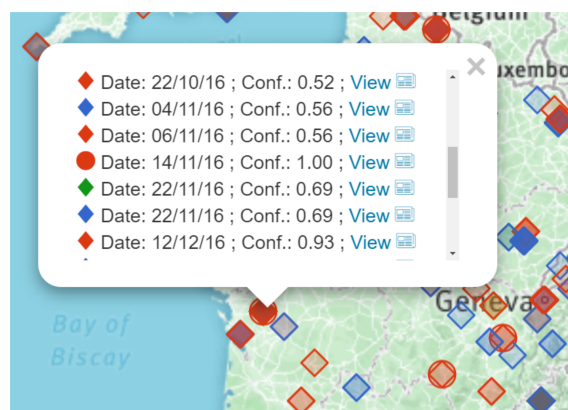 Belgium
×
uxembo
Date: 22/10/16 ; Conf.: 0.52 ; View
Date: 04/11/16 ; Conf.: 0.56 ; View
Date: 06/11/16 ; Conf.: 0.56 ; View
Date: 14/11/16 ; Conf.: 1.00 ; View
Date: 22/11/16 ; Conf.: 0.69 ; View
Date: 22/11/16 ; Conf.: 0.69 ; View
Date: 12/12/16 ; Conf.: 0.93 ; View
Geneva
Bay of
Biscay